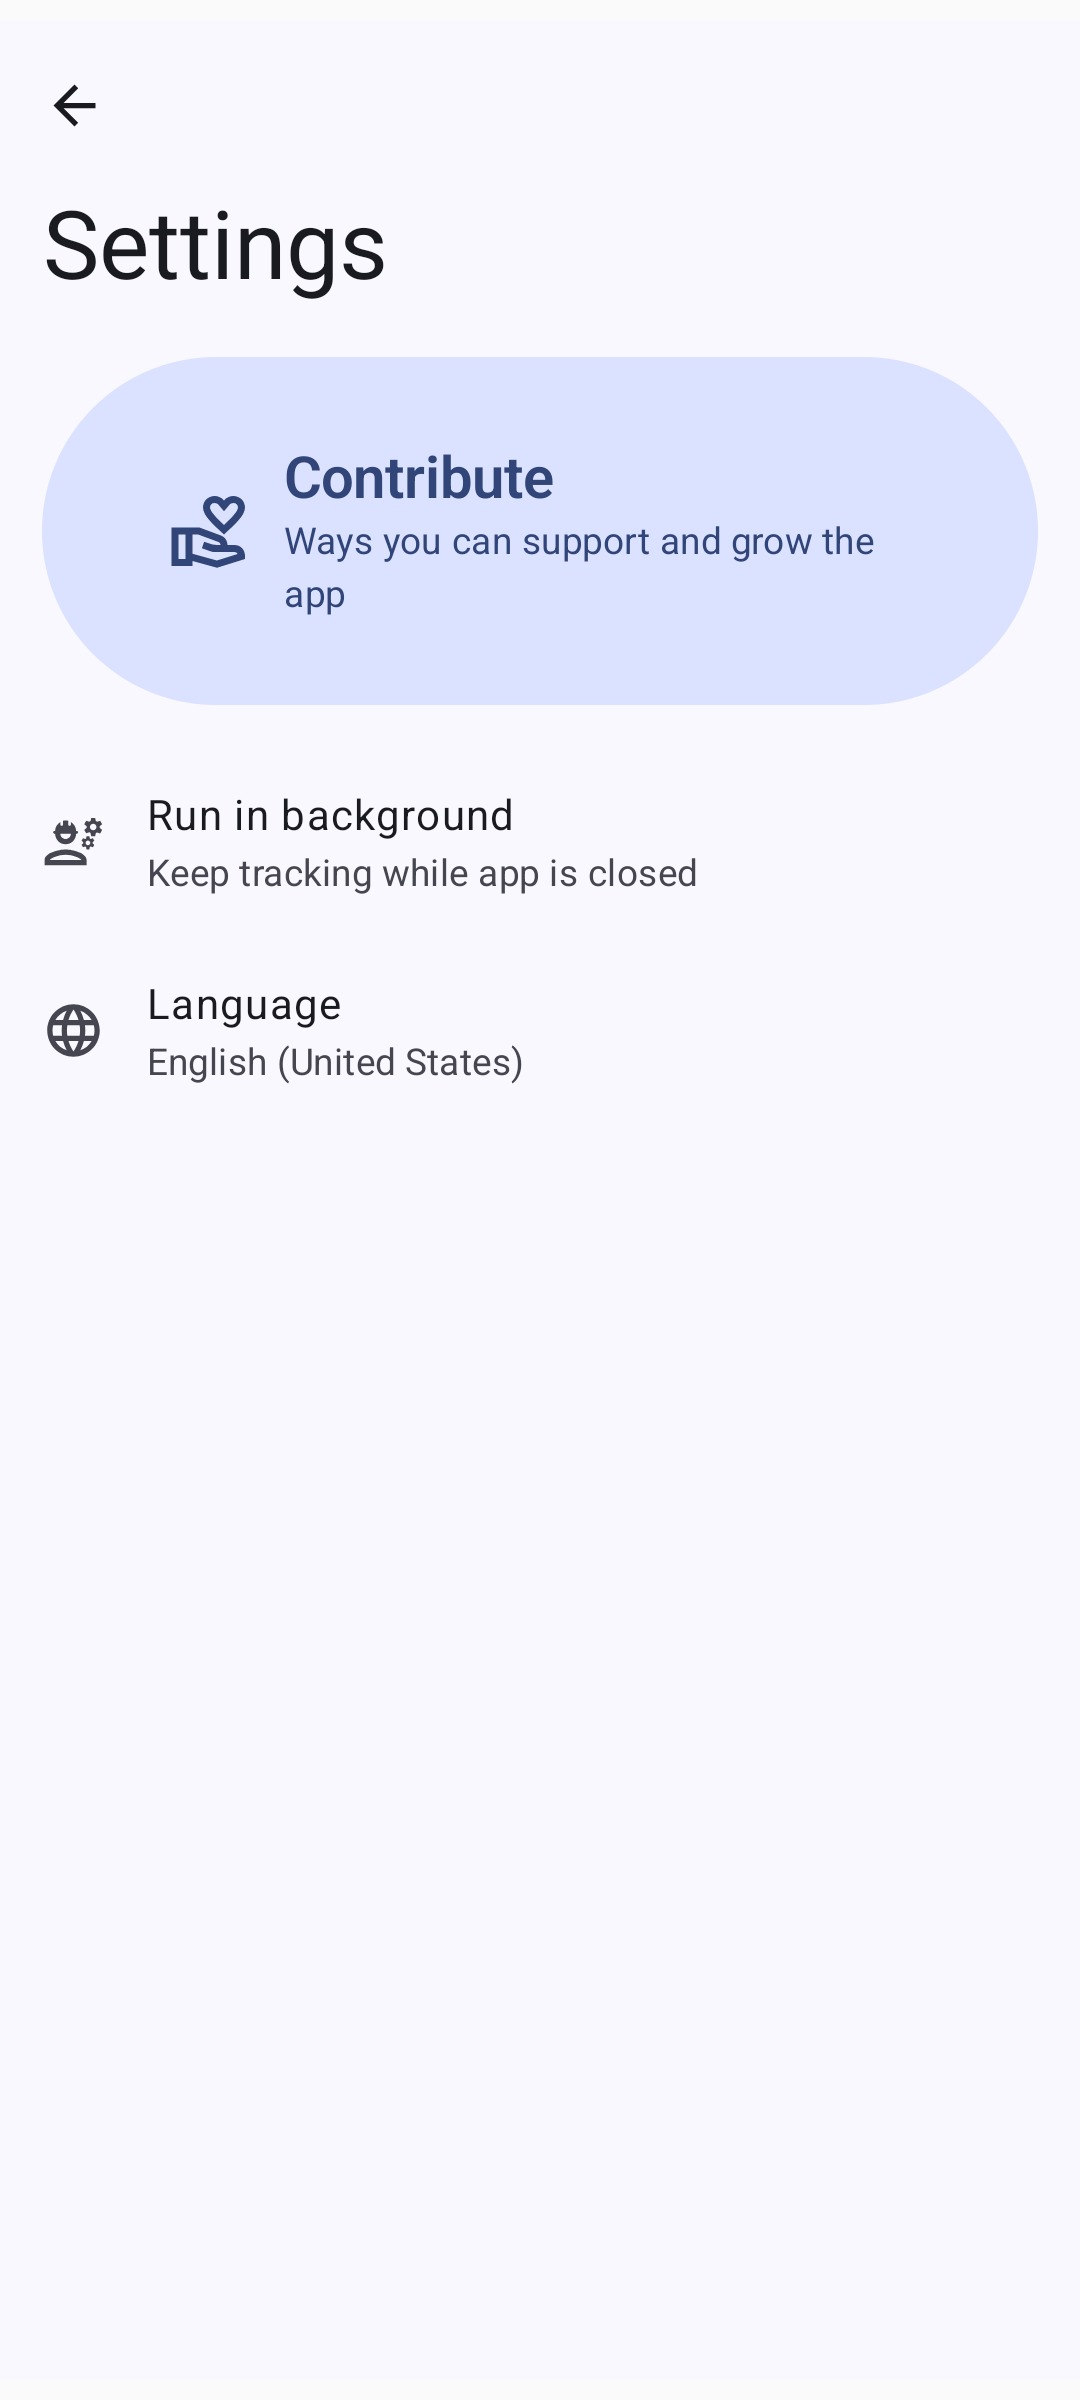 Settings
Contribute
Ways you can support and grow the
app
Run in background
Keep tracking while app is closed
Language
English (United States)